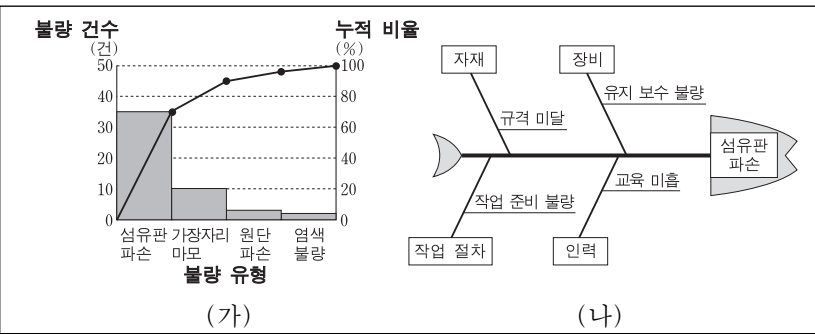 불량 건수
(건)
누적 비율
(%)
50
40
30
20
10
0
100
80
60
40
20
0
섬유판 가장자리 원단 염색
파손 마모 파손 불량
불량 유형
(가)
자재
장비
규격 미달
유지 보수 불량
섬유판
파손
작업 준비 불량
교육 미흡
작업 절차
인력
(나)